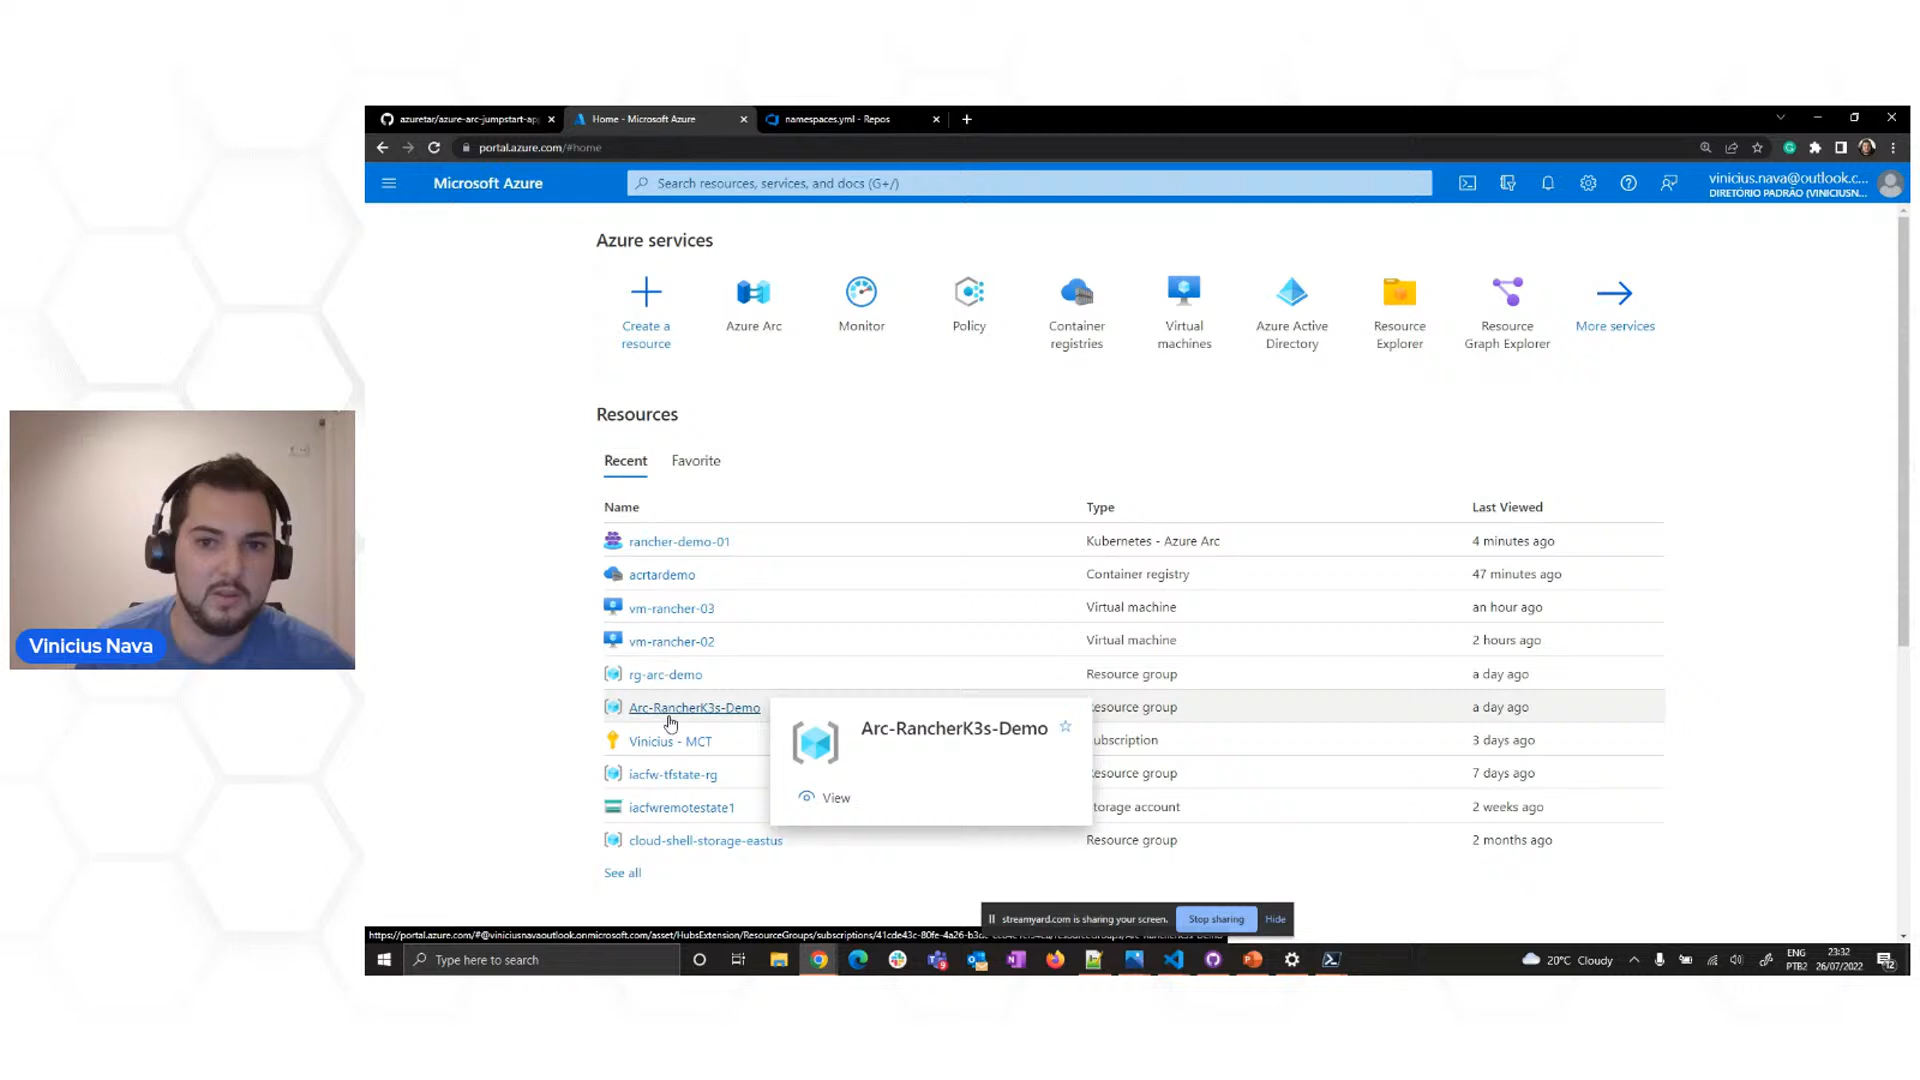 azuretar/azure-arc-jumpstart-ap
Home - Microsoft Azure
namespaces.yml - Repos
portal.azure.com/#home
Microsoft Azure
Search resources, services, and docs (G+/)
vinicius.nava@outlook.c...
DIRETÓRIO PADRÃO (VINICIUSN...
Azure services
Create a resource
Azure Arc
Monitor
Policy
Container registries
Virtual machines
Azure Active Directory
Resource Explorer
Resource Graph Explorer
More services
Resources
Recent
Favorite
Name
Type
Last Viewed
rancher-demo-01
Kubernetes - Azure Arc
4 minutes ago
acrtardemo
Container registry
47 minutes ago
vm-rancher-03
Virtual machine
an hour ago
vm-rancher-02
Virtual machine
2 hours ago
rg-arc-demo
Resource group
a day ago
Arc-RancherK3s-Demo
esource group
a day ago
Arc-RancherK3s-Demo
View
Vinicius - MCT
ubscription
3 days ago
iacfw-tfstate-rg
esource group
7 days ago
iacfwremotestate1
torage account
2 weeks ago
cloud-shell-storage-eastus
Resource group
2 months ago
See all
Vinicius Nava
streamyard.com is sharing your screen.
Stop sharing
Hide
Type here to search
20°C Cloudy
ENG
PTB2
23:32
26/07/2022